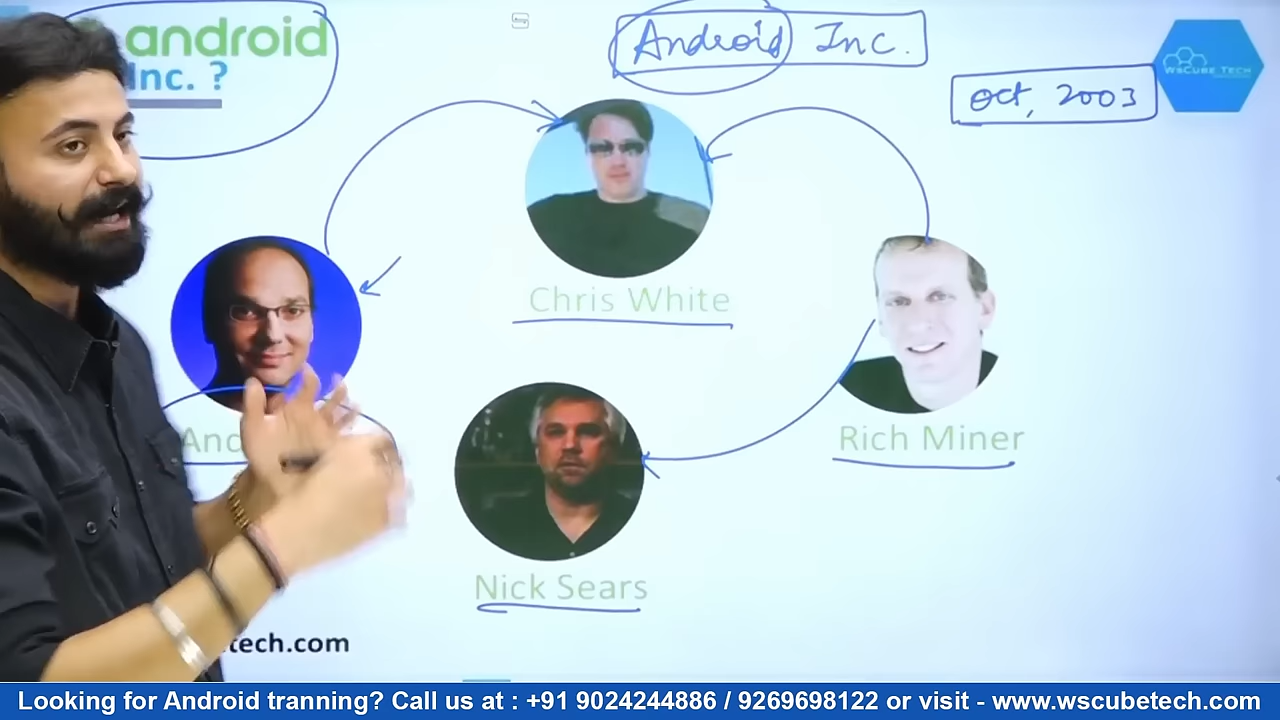 android
Inc. ?
Android Inc.
WsCube Tech
Oct, 2003
Chris White
And
Rich Miner
Nick Sears
tech.com
Looking for Android tranning? Call us at : +91 9024244886 / 9269698122 or visit - www.wscubetech.com